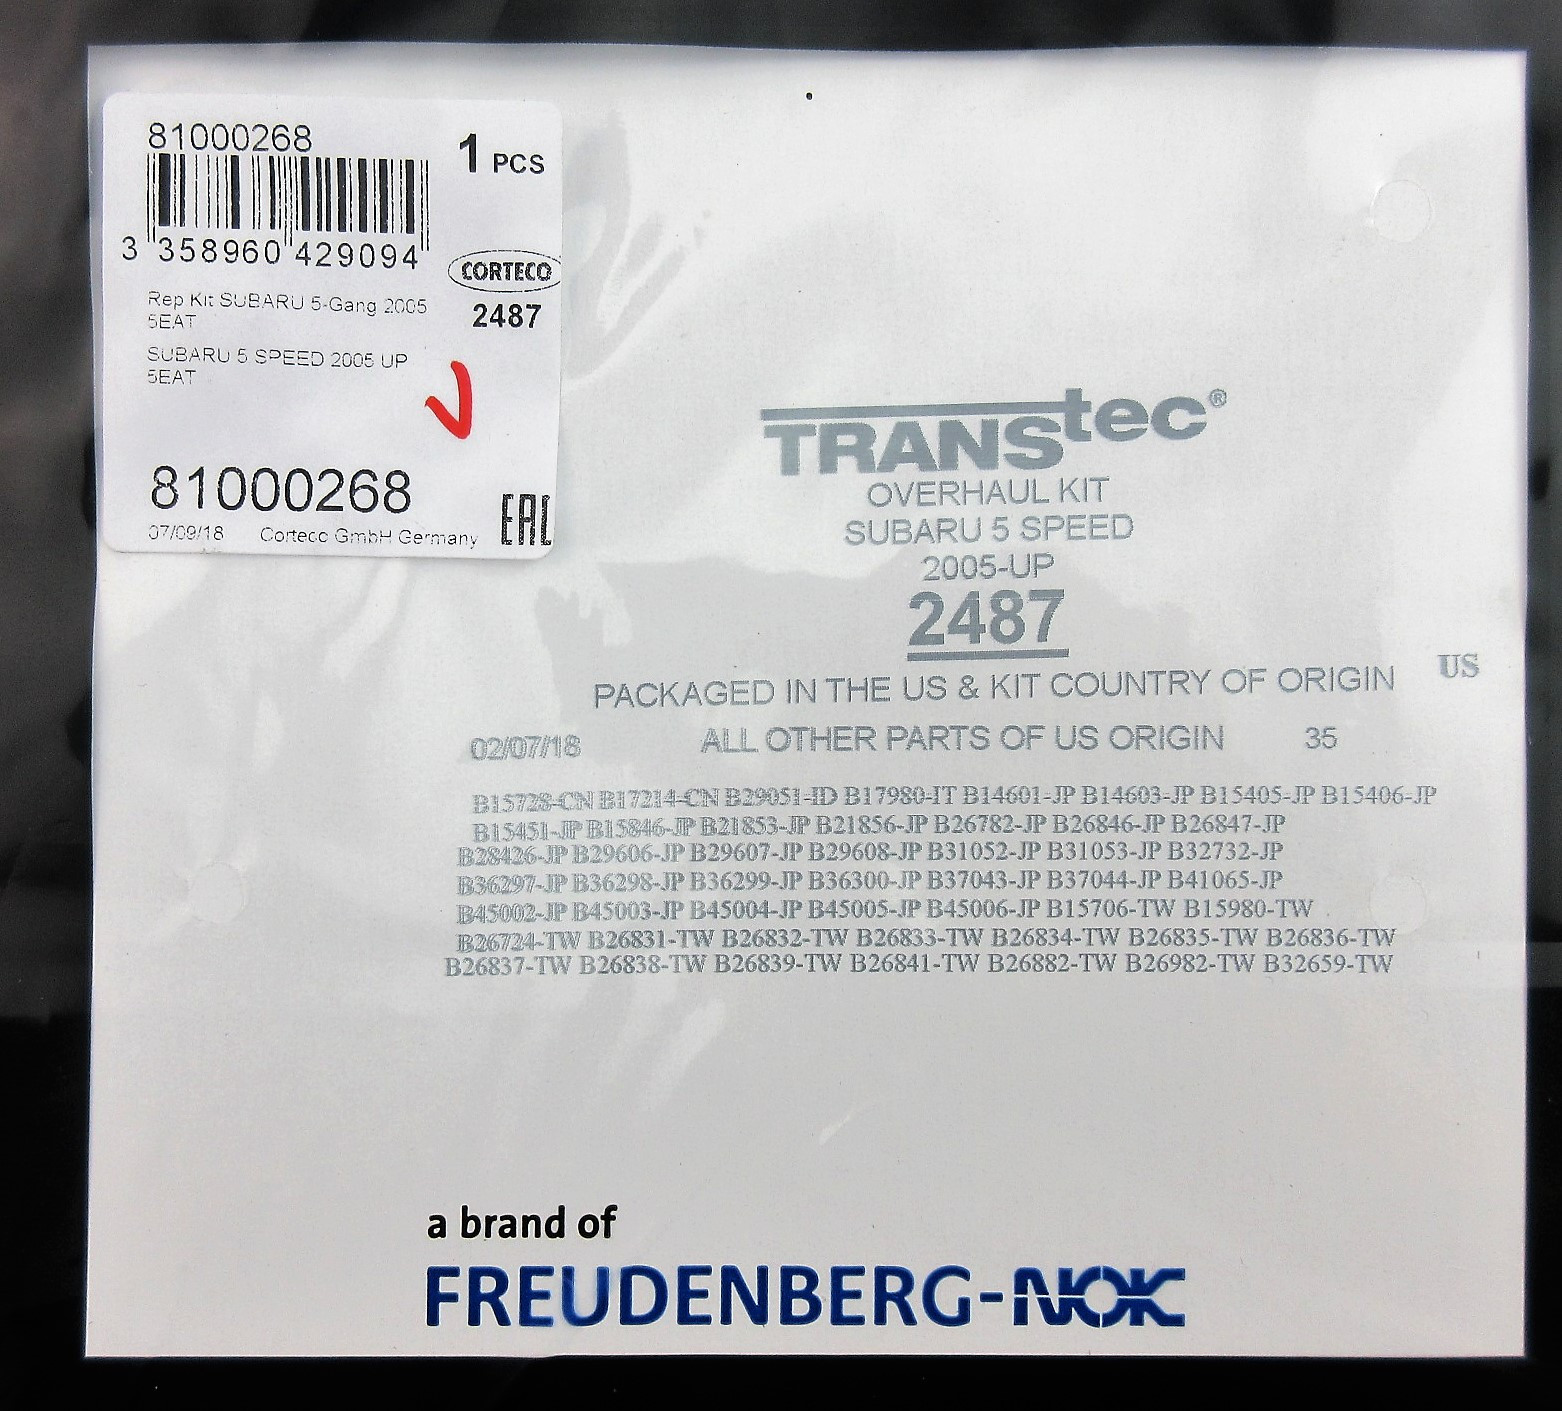 81000268
1 PCS
3 358960 429094
CORTECO
2487
Rep Kit SUBARU 5-Gang 2005
5EAT
SUBARU 5 SPEED 2005 UP
5EAT
81000268
07/09/18 Corteco GmbH Germany
EAC
TRANStec®
OVERHAUL KIT
SUBARU 5 SPEED
2005-UP
2487
PACKAGED IN THE US & KIT COUNTRY OF ORIGIN US
02/07/18 ALL OTHER PARTS OF US ORIGIN 35
B15728-CN B17214-CN B29051-ID B17980-IT B14601-JP B14603-JP B15405-JP B15406-JP
B15451-JP B15846-JP B21853-JP B21856-JP B26782-JP B26846-JP B26847-JP
B28426-JP B29606-JP B29607-JP B29608-JP B31052-JP B31053-JP B32732-JP
B36297-JP B36298-JP B36299-JP B36300-JP B37043-JP B37044-JP B41065-JP
B45002-JP B45003-JP B45004-JP B45005-JP B45006-JP B15706-TW B15980-TW
B26724-TW B26831-TW B26832-TW B26833-TW B26834-TW B26835-TW B26836-TW
B26837-TW B26838-TW B26839-TW B26841-TW B26882-TW B26982-TW B32659-TW
a brand of
FREUDENBERG-NOK